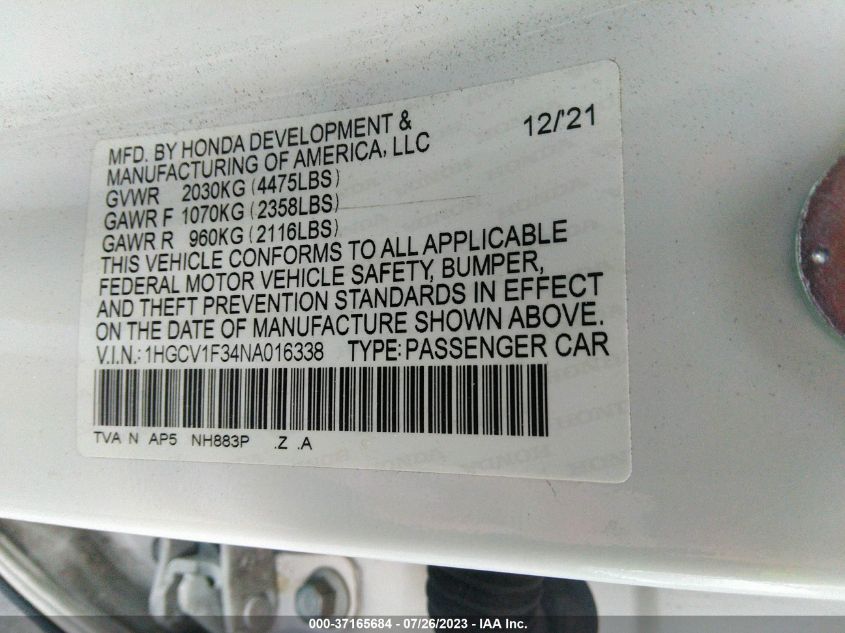 MFD. BY HONDA DEVELOPMENT & 12/'21
MANUFACTURING OF AMERICA, LLC
GVWR 2030KG (4475LBS)
GAWR F 1070KG (2358LBS)
GAWR R 960KG (2116LBS)
THIS VEHICLE CONFORMS TO ALL APPLICABLE
FEDERAL MOTOR VEHICLE SAFETY, BUMPER,
AND THEFT PREVENTION STANDARDS IN EFFECT
ON THE DATE OF MANUFACTURE SHOWN ABOVE.
V.I.N.: 1HGCV1F34NA016338 TYPE: PASSENGER CAR
TVA N AP5 NH883P .Z .A
000-37165684 - 07/26/2023 - IAA Inc.